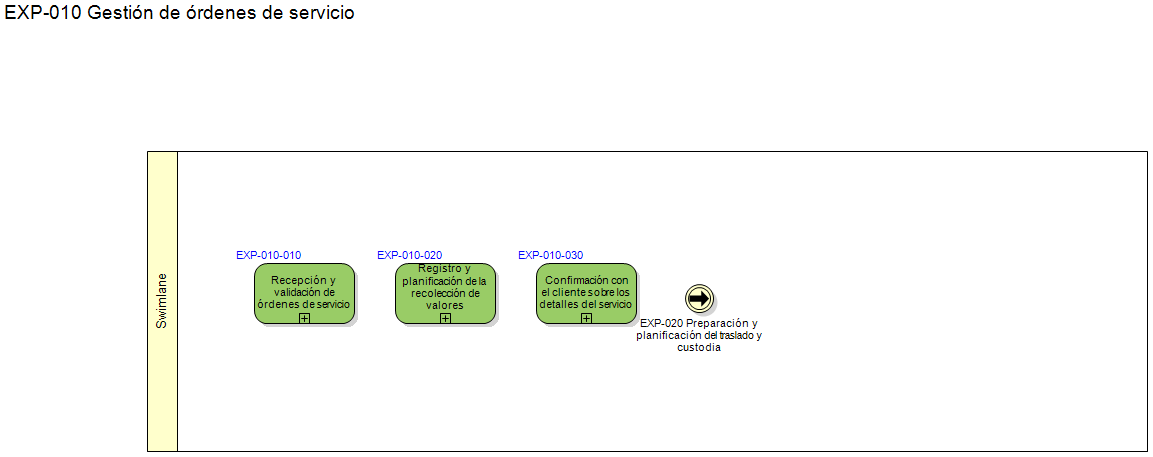 EXP-010 Gestión de órdenes de servicio
Swimlane
EXP-010-010
Recepción y
validación de
órdenes de servicio
EXP-010-020
Registro y
planificación de la
recolección de
valores
EXP-010-030
Confirmación con
el cliente sobre los
detalles del servicio
EXP-020 Preparación y
planificación del traslado y
custodia